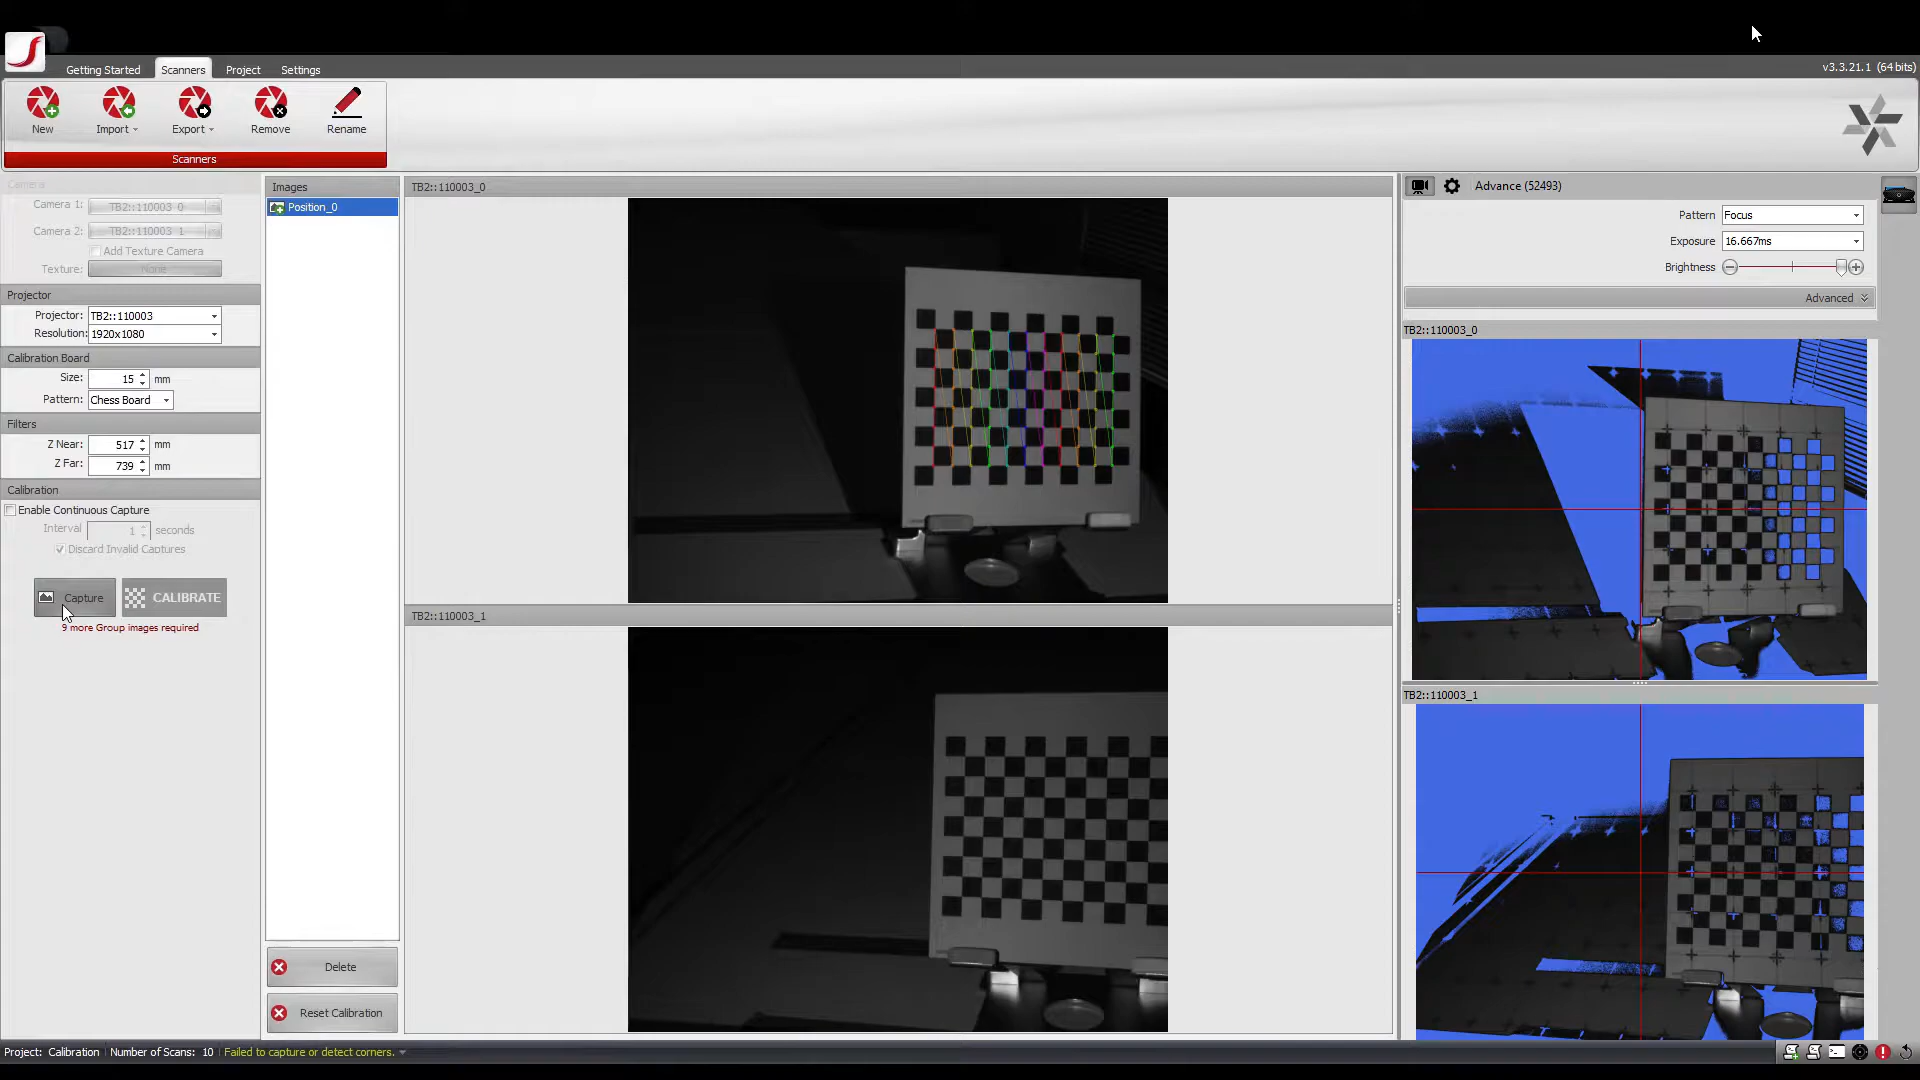 Getting Started
Scanners
Project
Settings
v3.3.21.1 (64 bits)
New
Import
Export
Remove
Rename
Scanners
Camera
Camera 1: TB2::110003_0
Camera 2: TB2::110003_1
Add Texture Camera
Texture: None
Projector
Projector: TB2::110003
Resolution: 1920x1080
Calibration Board
Size: 15 mm
Pattern: Chess Board
Filters
Z Near: 517 mm
Z Far: 739 mm
Calibration
Enable Continuous Capture
Interval 1 seconds
Discard Invalid Captures
Capture
CALIBRATE
9 more Group images required
Images
Position_0
Delete
Reset Calibration
TB2::110003_0
TB2::110003_1
Advance (52493)
Pattern Focus
Exposure 16.667ms
Brightness
Advanced
TB2::110003_0
TB2::110003_1
Project: Calibration
Number of Scans: 10
Failed to capture or detect corners.